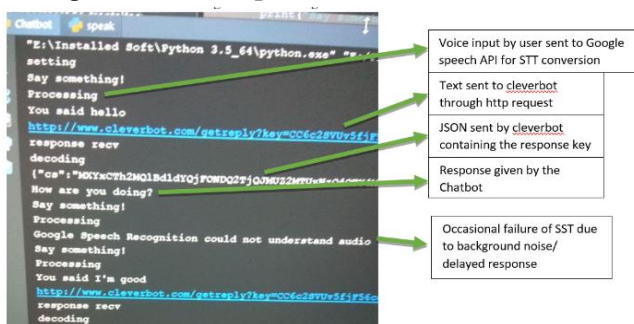 Chatbot speak
"E:\Installed Soft\Python 3.5_64\python.exe"
setting
Say something!
Processing
You said hello
http://www.cleverbot.com/getreply?key=CC6c2SVUv5fjF
response recv
decoding
{"cs":
How are you doing?
Say something!
Processing
Google Speech Recognition could not understand audio
Say something!
Processing
You said I'm good
http://www.cleverbot.com/getreply?key=CC6c2SVUv5fjF56c
response recv
decoding
Voice input by user sent to Google
speech API for STT conversion
Text sent to cleverbot
through http request
JSON sent by cleverbot
containing the response key
Response given by the
Chatbot
Occasional failure of SST due
to background noise/
delayed response